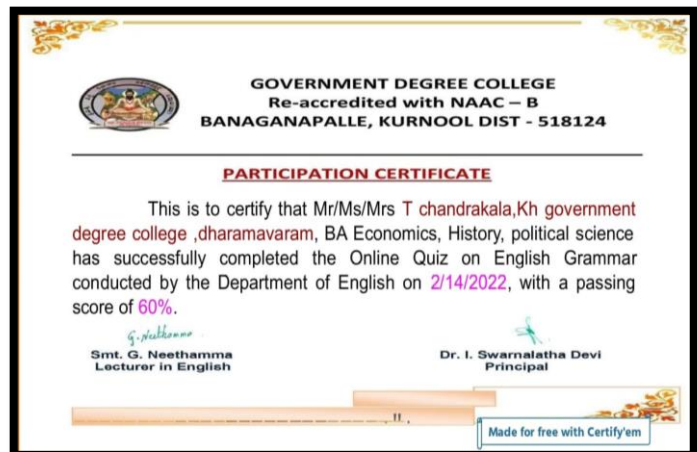 GOVERNMENT DEGREE COLLEGE
Re-accredited with NAAC – B
BANAGANAPALLE, KURNOOL DIST - 518124
PARTICIPATION CERTIFICATE
This is to certify that Mr/Ms/Mrs T chandrakala,Kh government
degree college ,dharamavaram, BA Economics, History, political science
has successfully completed the Online Quiz on English Grammar
conducted by the Department of English on 2/14/2022, with a passing
score of 60%.
G. Neethamma
Smt. G. Neethamma
Lecturer in English
Dr. I. Swarnalatha Devi
Principal
Made for free with Certify'em